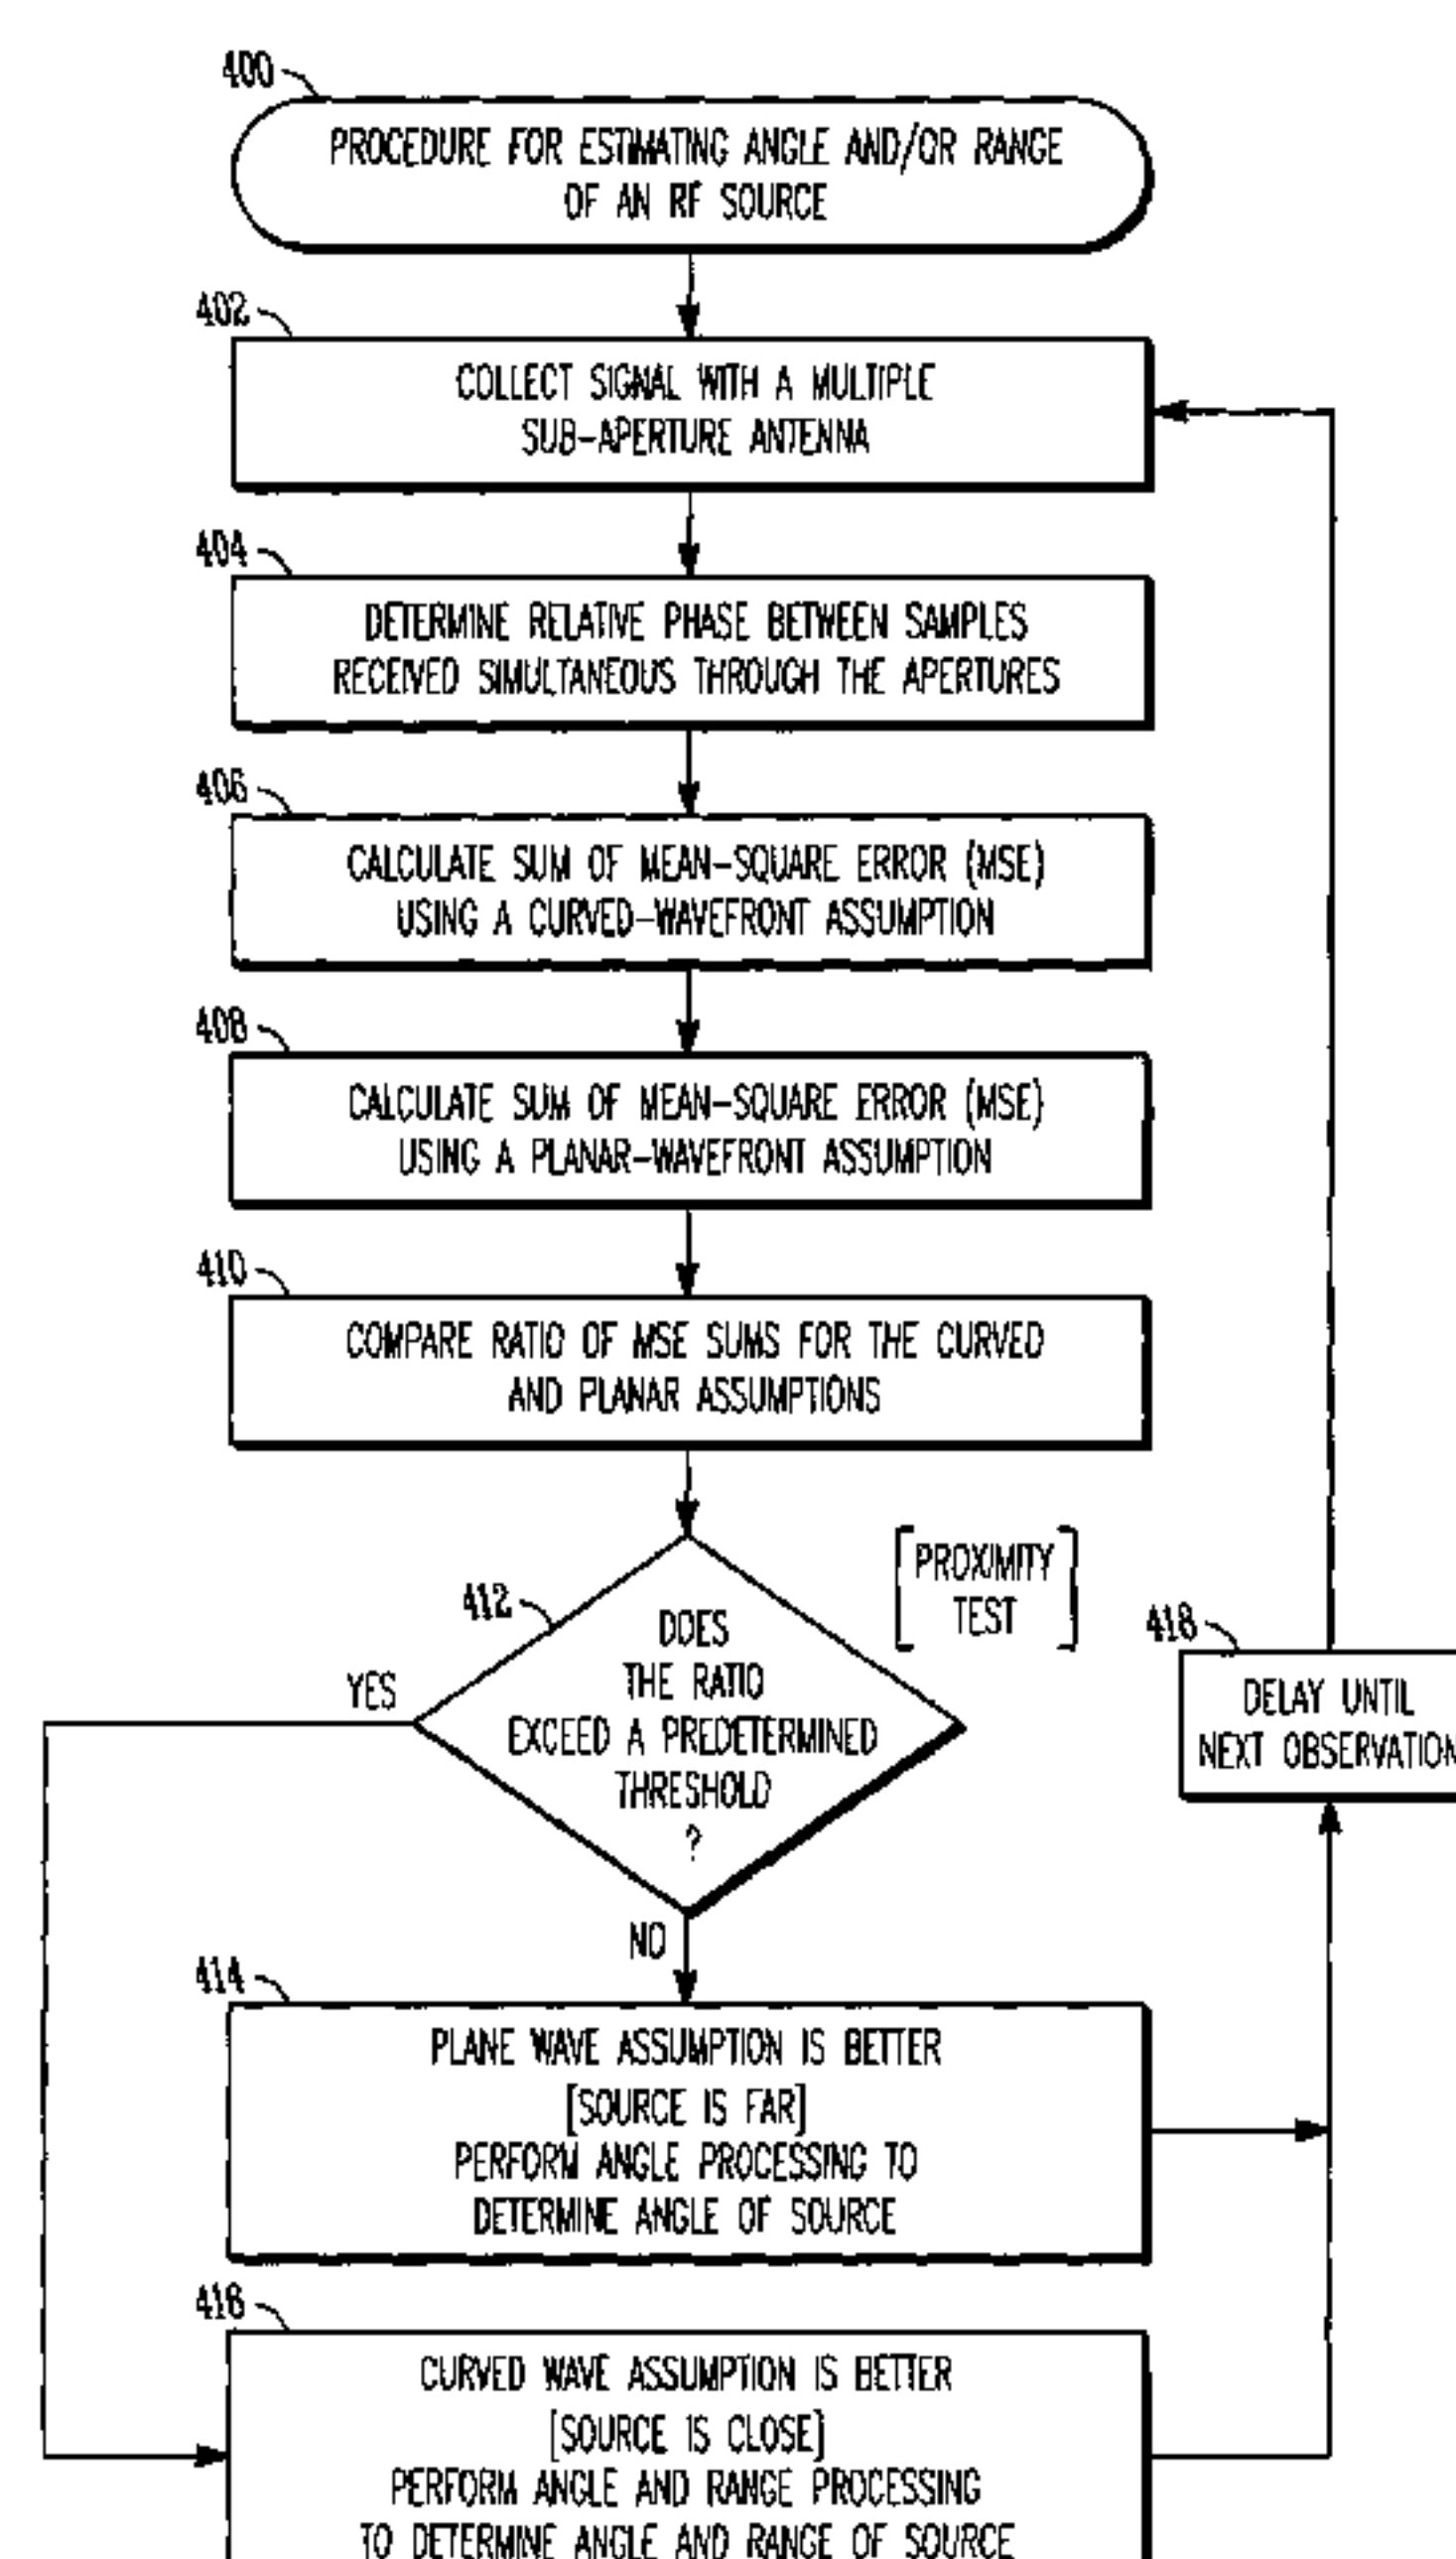 400
PROCEDURE FOR ESTIMATING ANGLE AND/OR RANGE
OF AN RF SOURCE
402
COLLECT SIGNAL WITH A MULTIPLE
SUB-APERTURE ANTENNA
404
DETERMINE RELATIVE PHASE BETWEEN SAMPLES
RECEIVED SIMULTANEOUS THROUGH THE APERTURES
406
CALCULATE SUM OF MEAN-SQUARE ERROR (MSE)
USING A CURVED-WAVEFRONT ASSUMPTION
408
CALCULATE SUM OF MEAN-SQUARE ERROR (MSE)
USING A PLANAR-WAVEFRONT ASSUMPTION
410
COMPARE RATIO OF MSE SUMS FOR THE CURVED
AND PLANAR ASSUMPTIONS
[PROXIMITY
TEST]
412
DOES
THE RATIO
EXCEED A PREDETERMINED
THRESHOLD
?
YES
NO
418
DELAY UNTIL
NEXT OBSERVATION
414
PLANE WAVE ASSUMPTION IS BETTER
[SOURCE IS FAR]
PERFORM ANGLE PROCESSING TO
DETERMINE ANGLE OF SOURCE
416
CURVED WAVE ASSUMPTION IS BETTER
[SOURCE IS CLOSE]
PERFORM ANGLE AND RANGE PROCESSING
TO DETERMINE ANGLE AND RANGE OF SOURCE